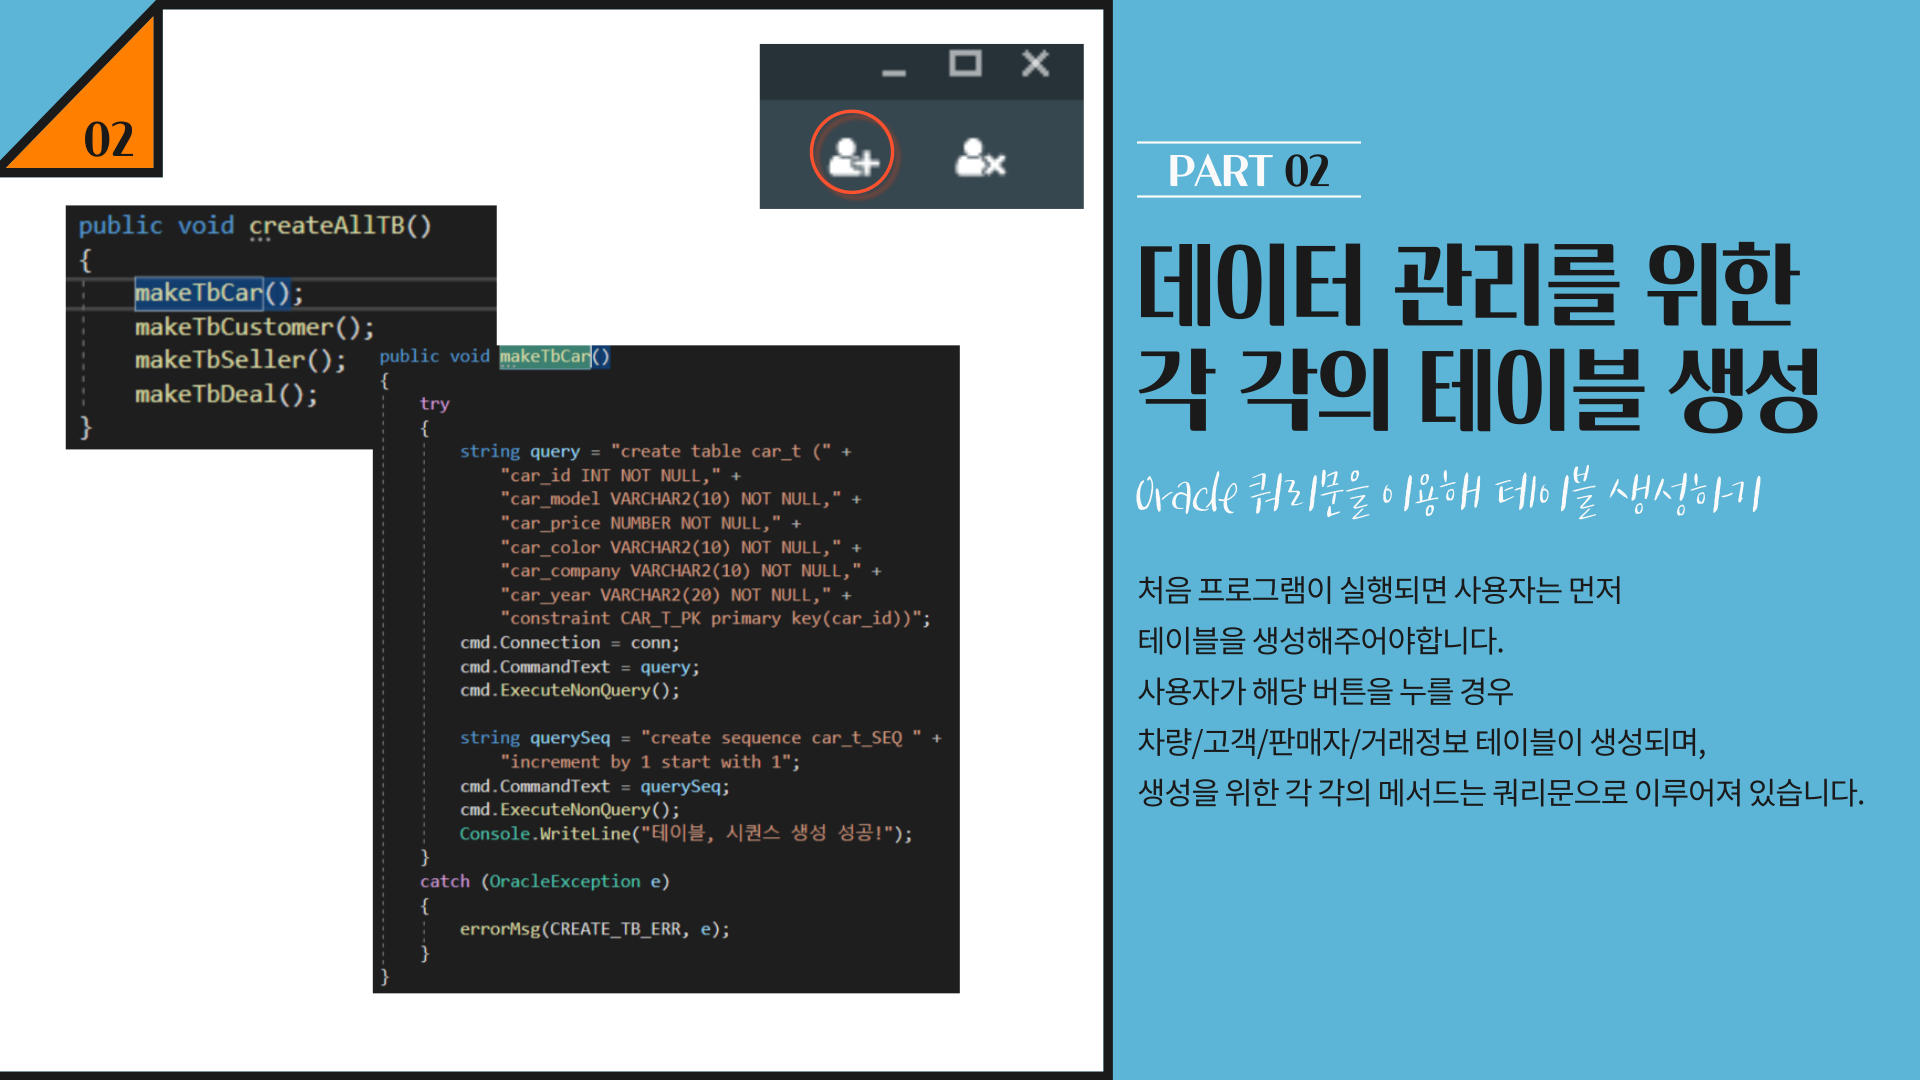 02
public void createAllTB()
{
makeTbCar();
makeTbCustomer();
makeTbSeller();
makeTbDeal();
}
public void makeTbCar()
{
try
{
string query = "create table car_t (" +
"car_id INT NOT NULL," +
"car_model VARCHAR2(10) NOT NULL," +
"car_price NUMBER NOT NULL," +
"car_color VARCHAR2(10) NOT NULL," +
"car_company VARCHAR2(10) NOT NULL," +
"car_year VARCHAR2(20) NOT NULL," +
"constraint CAR_T_PK primary key(car_id))";
cmd.Connection = conn;
cmd.CommandText = query;
cmd.ExecuteNonQuery();
string querySeq = "create sequence car_t_SEQ " +
"increment by 1 start with 1";
cmd.CommandText = querySeq;
cmd.ExecuteNonQuery();
Console.WriteLine("테이블, 시퀀스 생성 성공!");
}
catch (OracleException e)
{
errorMsg(CREATE_TB_ERR, e);
}
}
PART 02
데이터 관리를 위한
각 각의 테이블 생성
Oracle 쿼리문을 이용해 테이블 생성하기
처음 프로그램이 실행되면 사용자는 먼저
테이블을 생성해주어야합니다.
사용자가 해당 버튼을 누를 경우
차량/고객/판매자/거래정보 테이블이 생성되며,
생성을 위한 각 각의 메서드는 쿼리문으로 이루어져 있습니다.